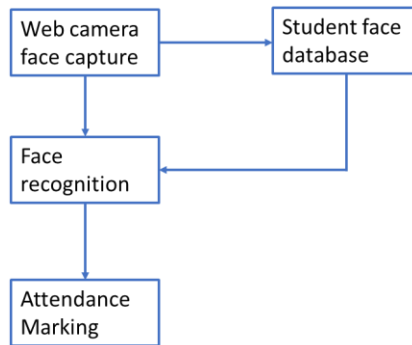 Web camera
face capture
Student face
database
Face
recognition
Attendance
Marking